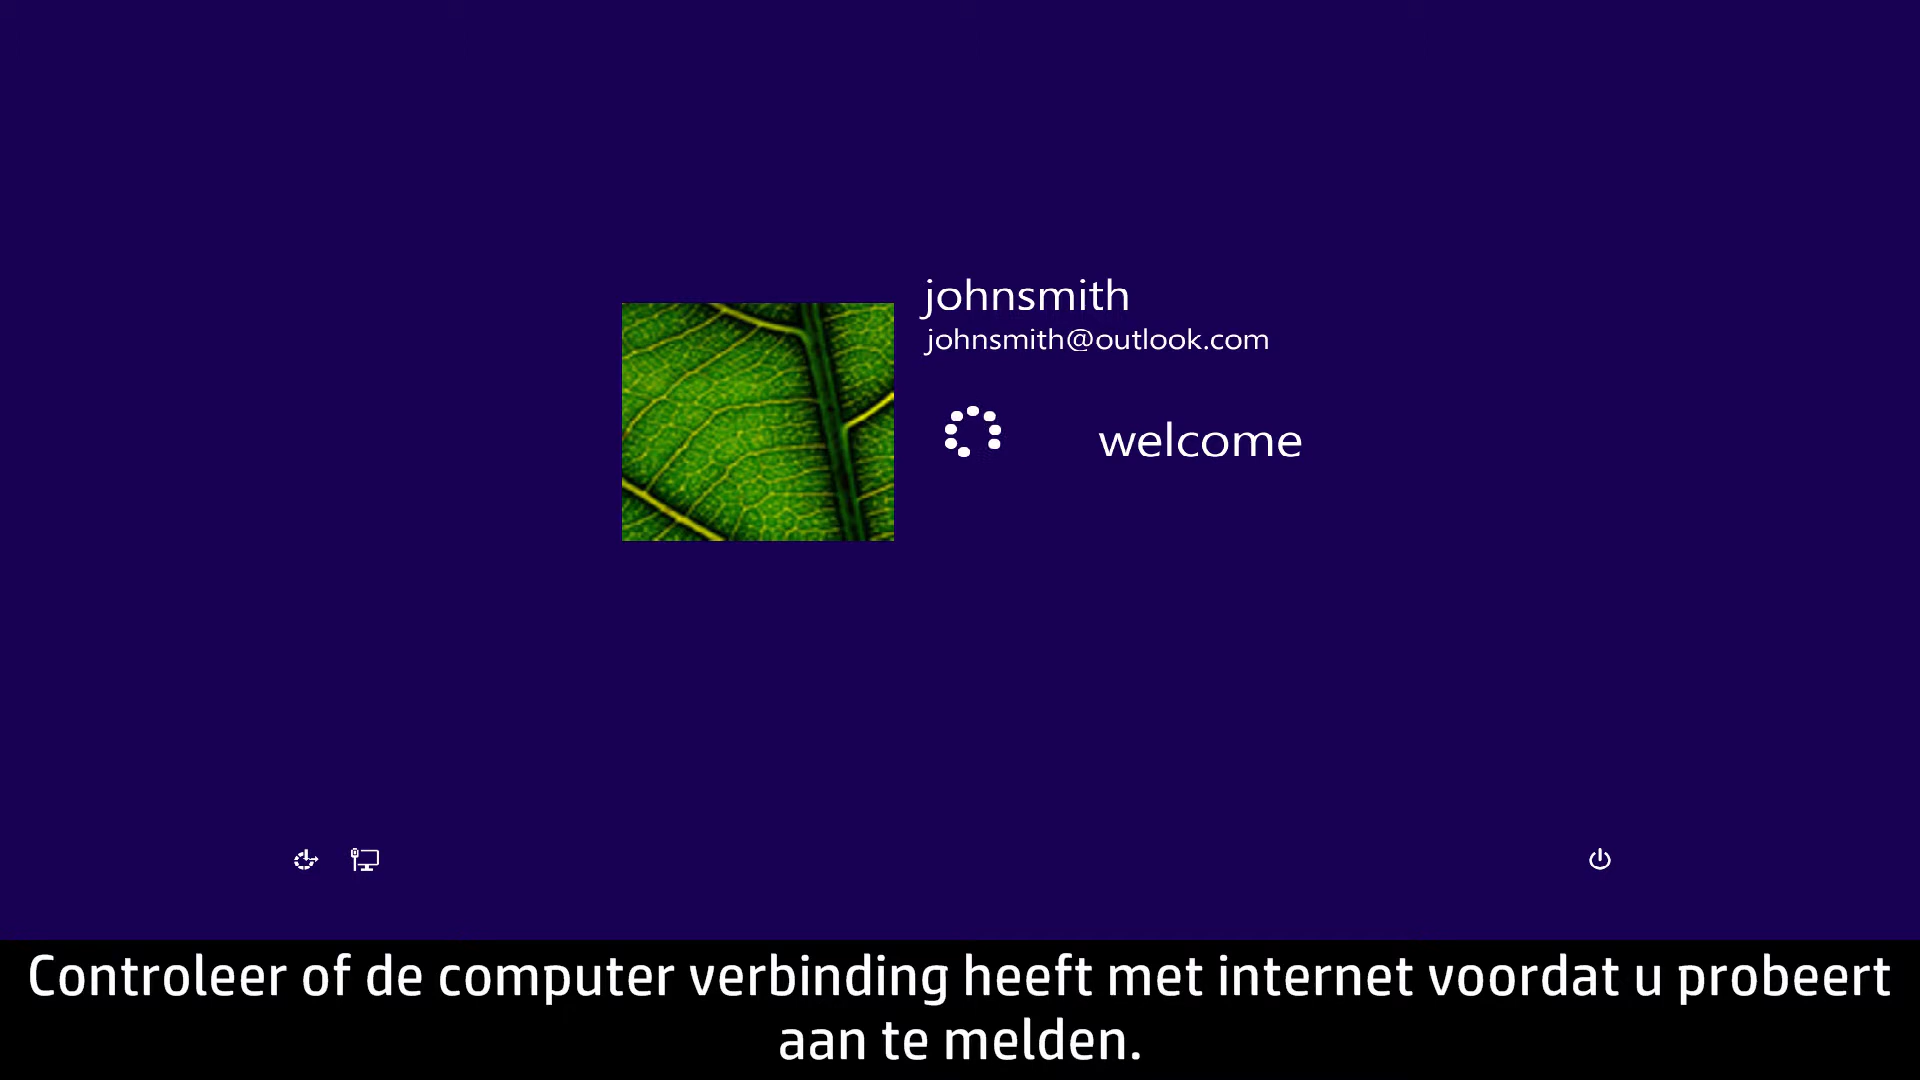 johnsmith
johnsmith@outlook.com
welcome
Controleer of de computer verbinding heeft met internet voordat u probeert
aan te melden.